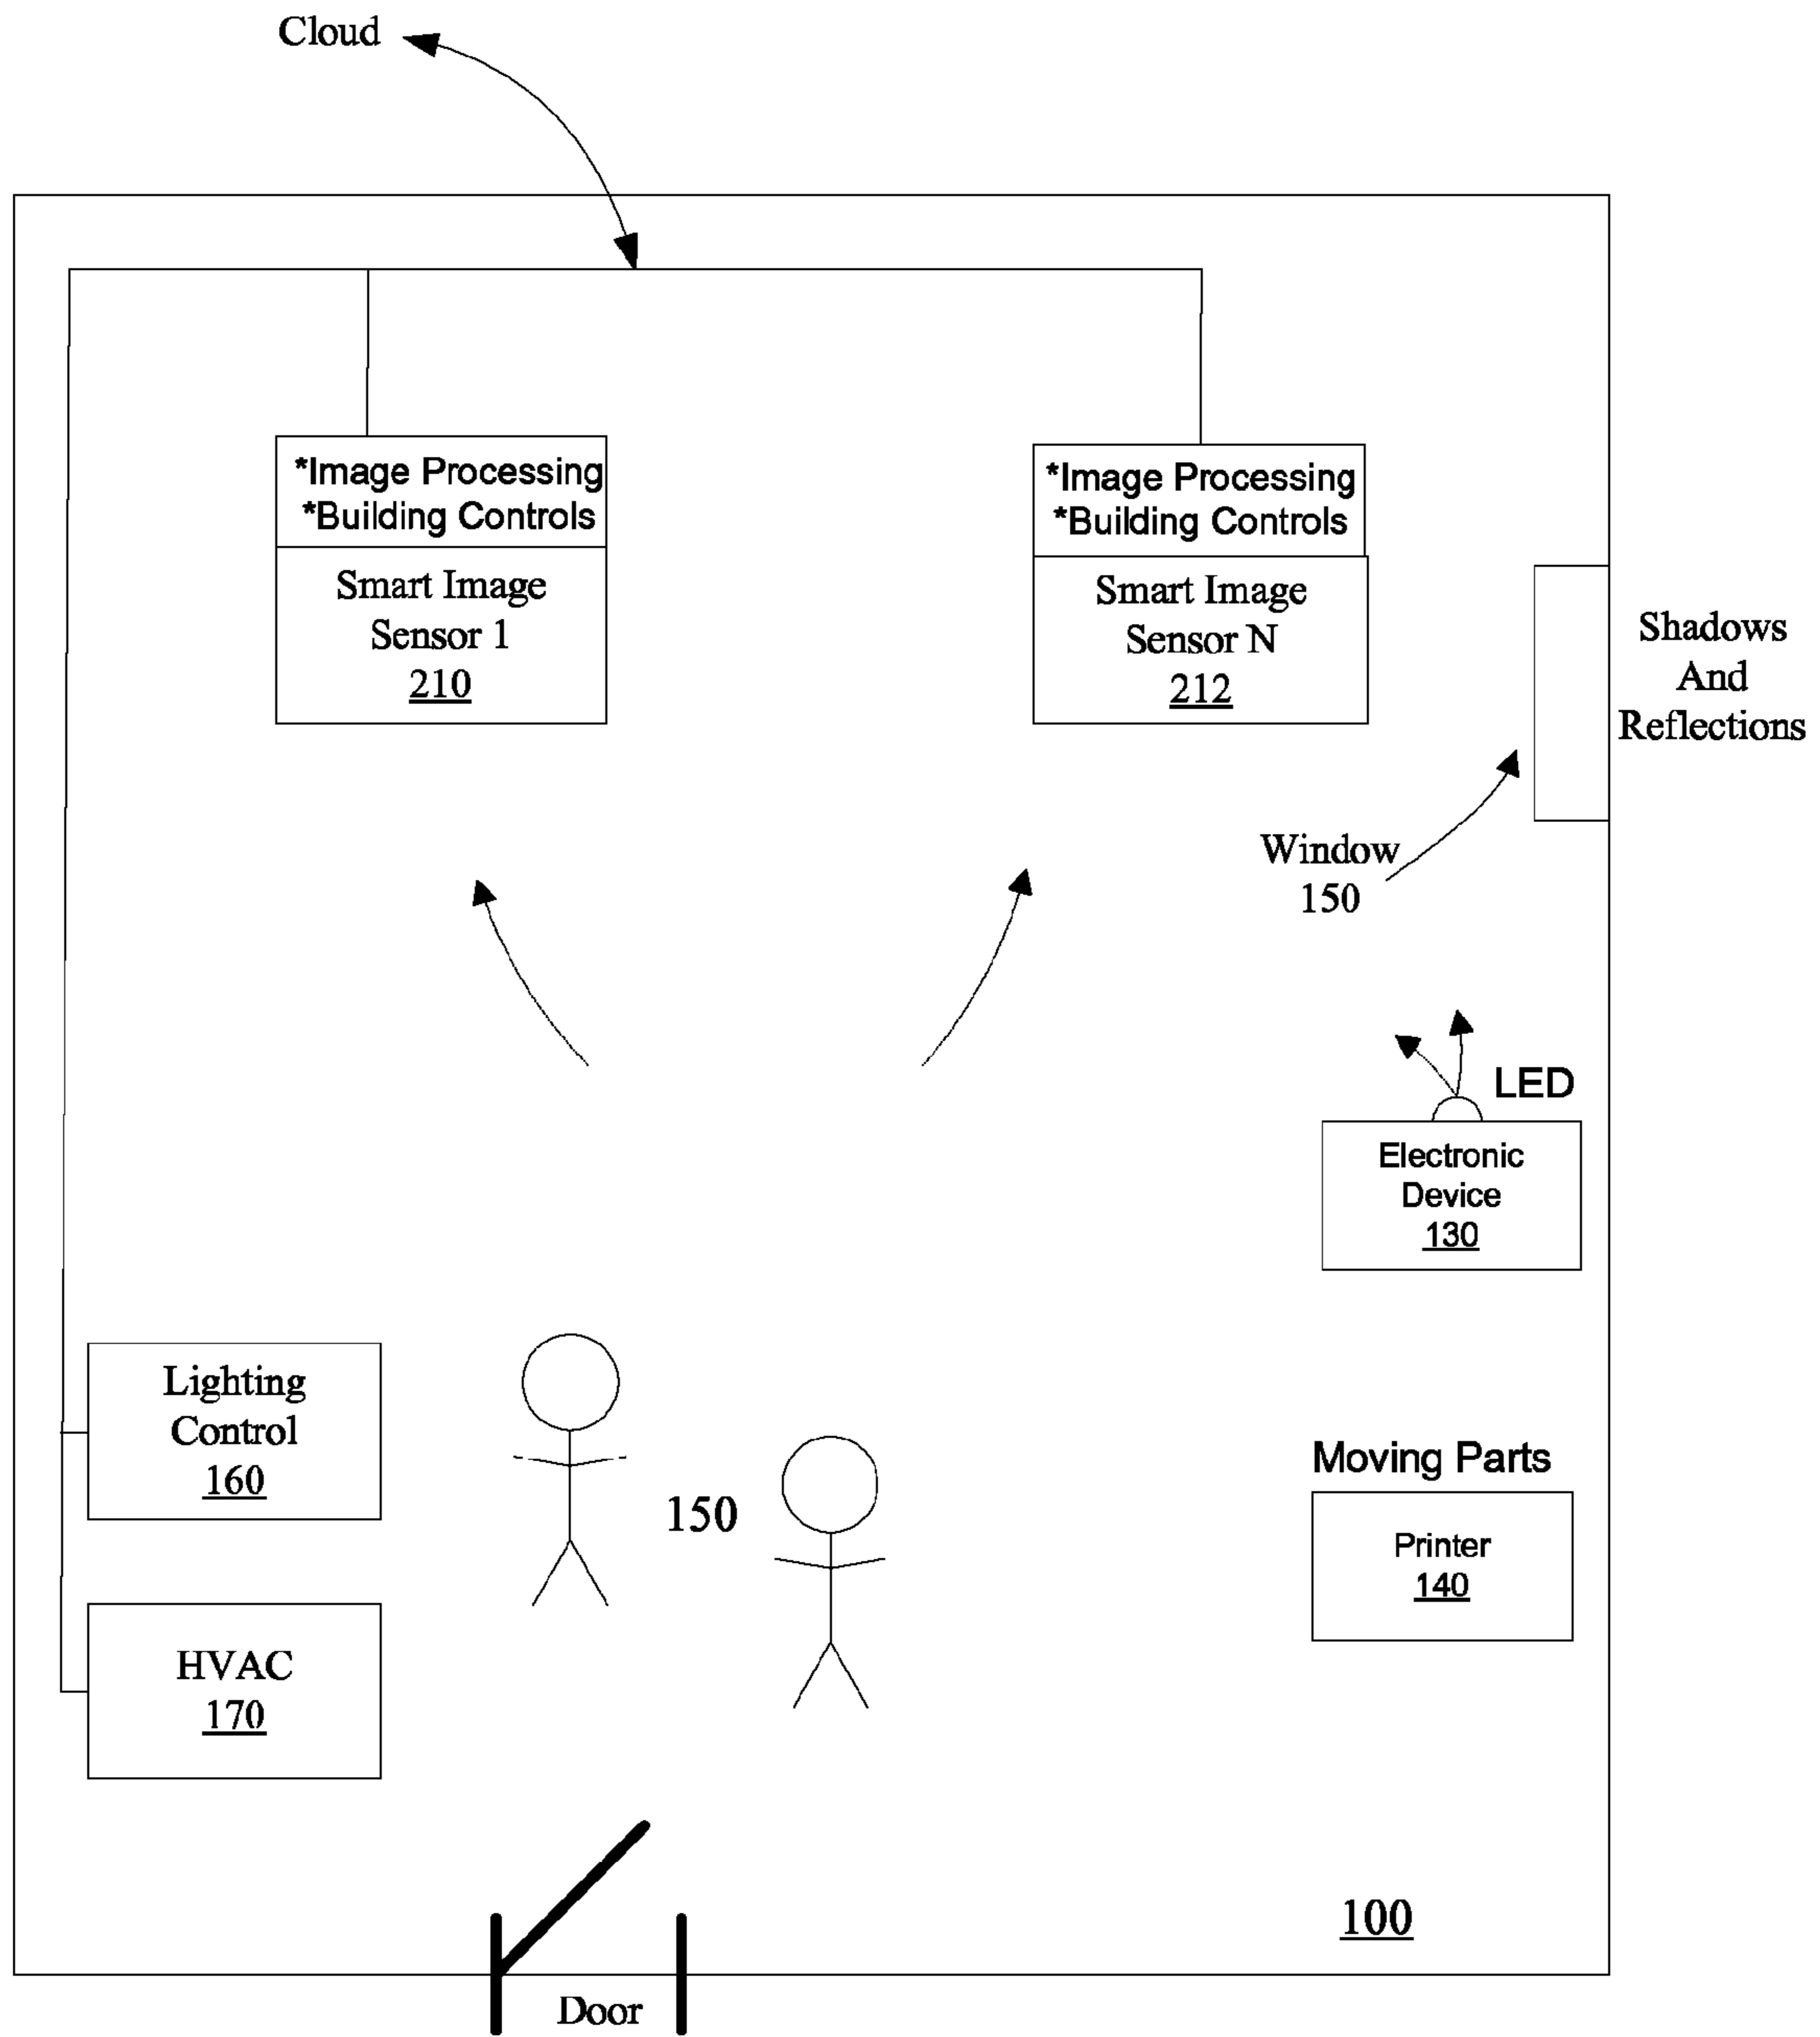 Cloud
*Image Processing
*Building Controls
Smart Image
Sensor 1
210
*Image Processing
*Building Controls
Smart Image
Sensor N
212
Shadows
And
Reflections
Window
150
LED
Electronic
Device
130
Lighting
Control
160
150
Moving Parts
Printer
140
HVAC
170
100
Door